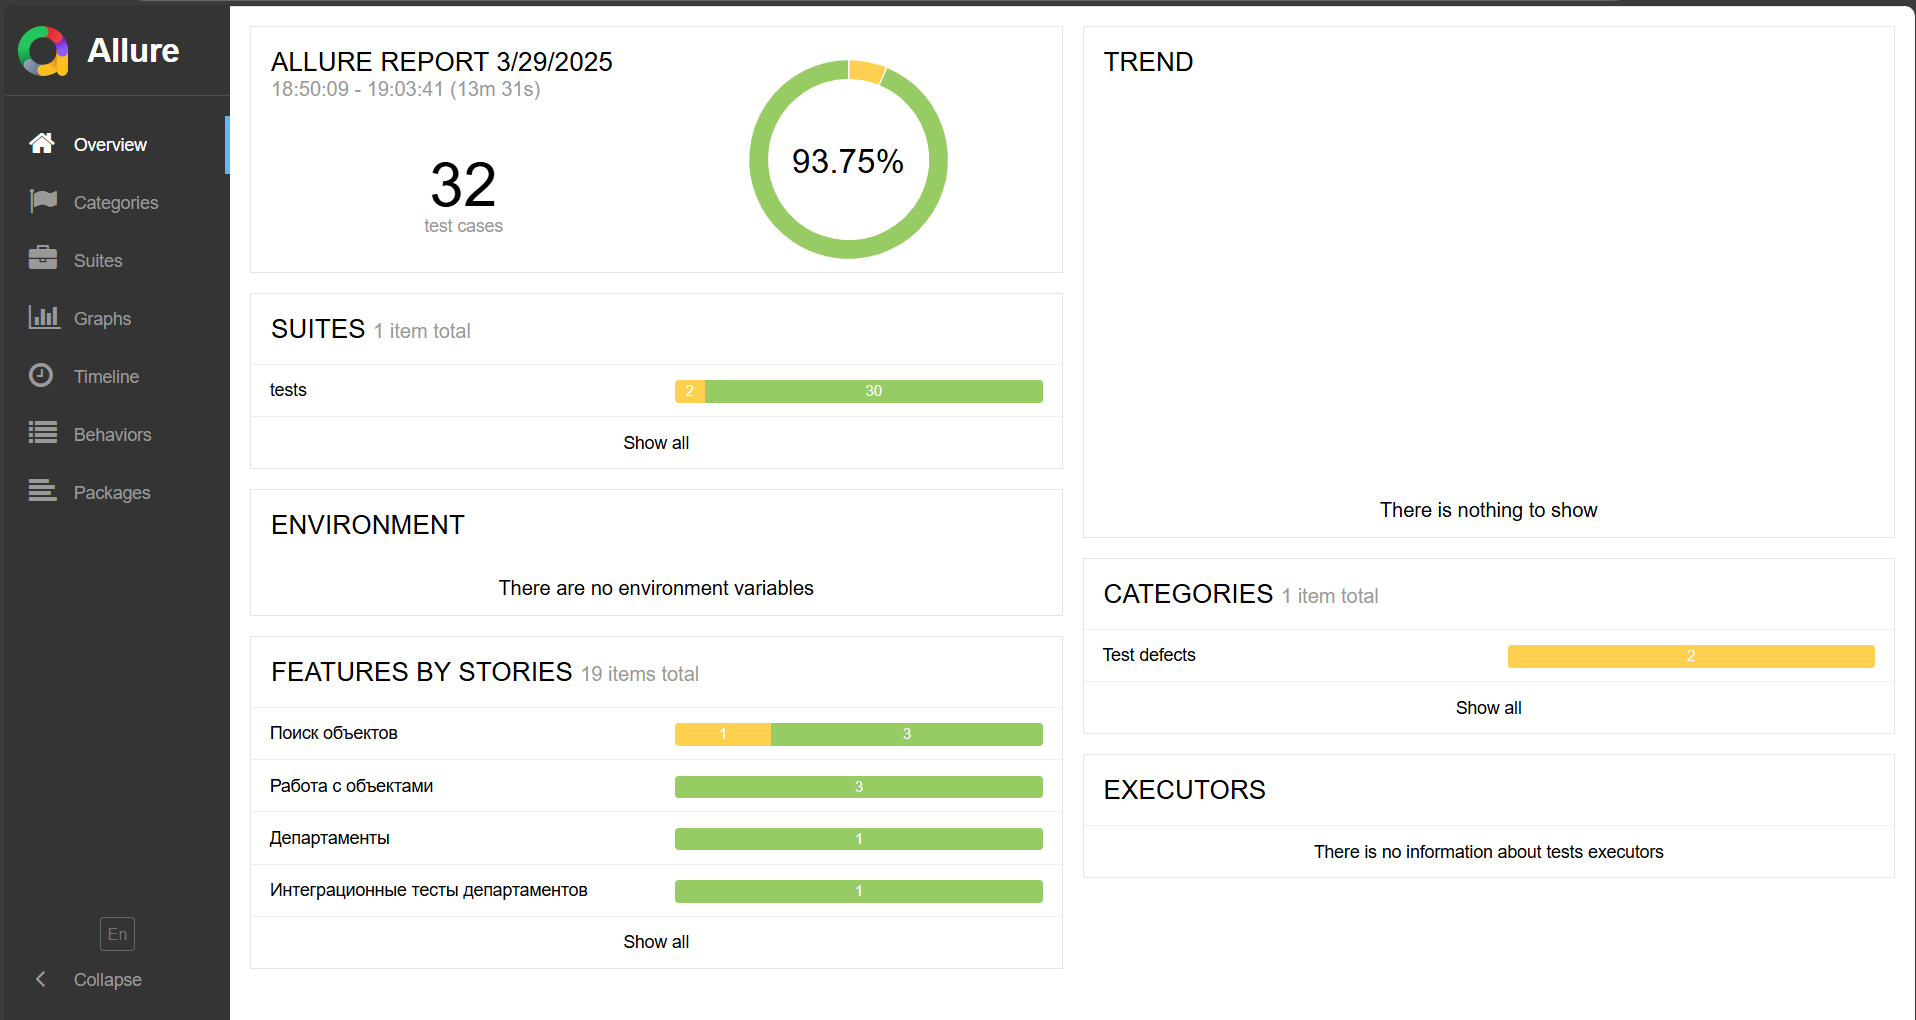 Allure
Overview
Categories
Suites
Graphs
Timeline
Behaviors
Packages
En
Collapse
ALLURE REPORT 3/29/2025
18:50:09 - 19:03:41 (13m 31s)
32
test cases
93.75%
SUITES 1 item total
tests 2 30
Show all
ENVIRONMENT
There are no environment variables
FEATURES BY STORIES 19 items total
Поиск объектов 1 3
Работа с объектами 3
Департаменты 1
Интеграционные тесты департаментов 1
Show all
TREND
There is nothing to show
CATEGORIES 1 item total
Test defects 2
Show all
EXECUTORS
There is no information about tests executors